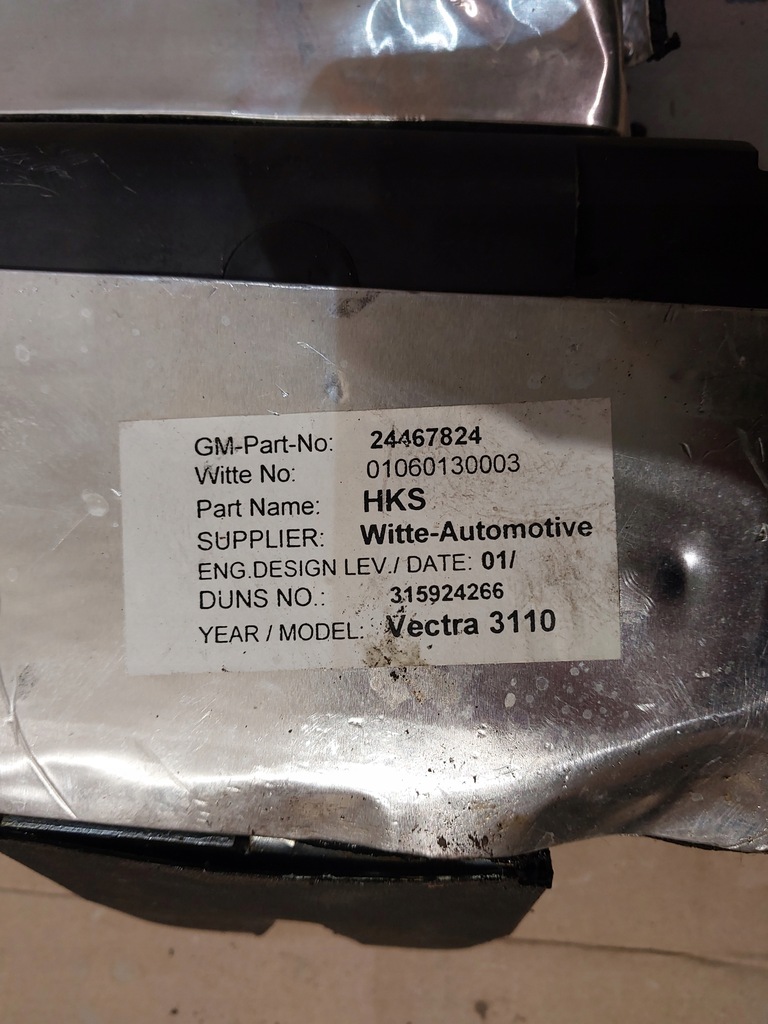 GM-Part-No: 24467824
Witte No: 01060130003
Part Name: HKS
SUPPLIER: Witte-Automotive
ENG.DESIGN LEV./ DATE: 01/
DUNS NO.: 315924266
YEAR / MODEL: Vectra 3110